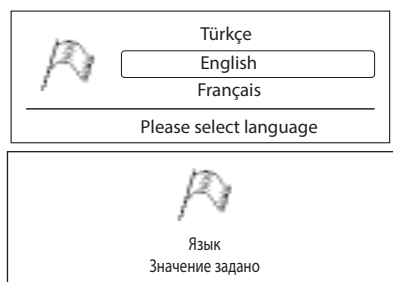 Türkçe
English
Français
Please select language
Язык
Значение задано